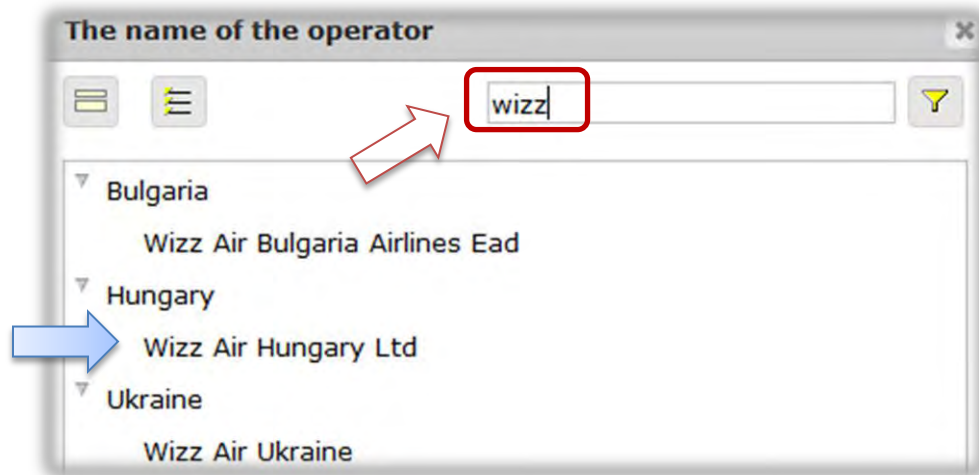 The name of the operator
wizz
Bulgaria
Wizz Air Bulgaria Airlines Ead
Hungary
Wizz Air Hungary Ltd
Ukraine
Wizz Air Ukraine